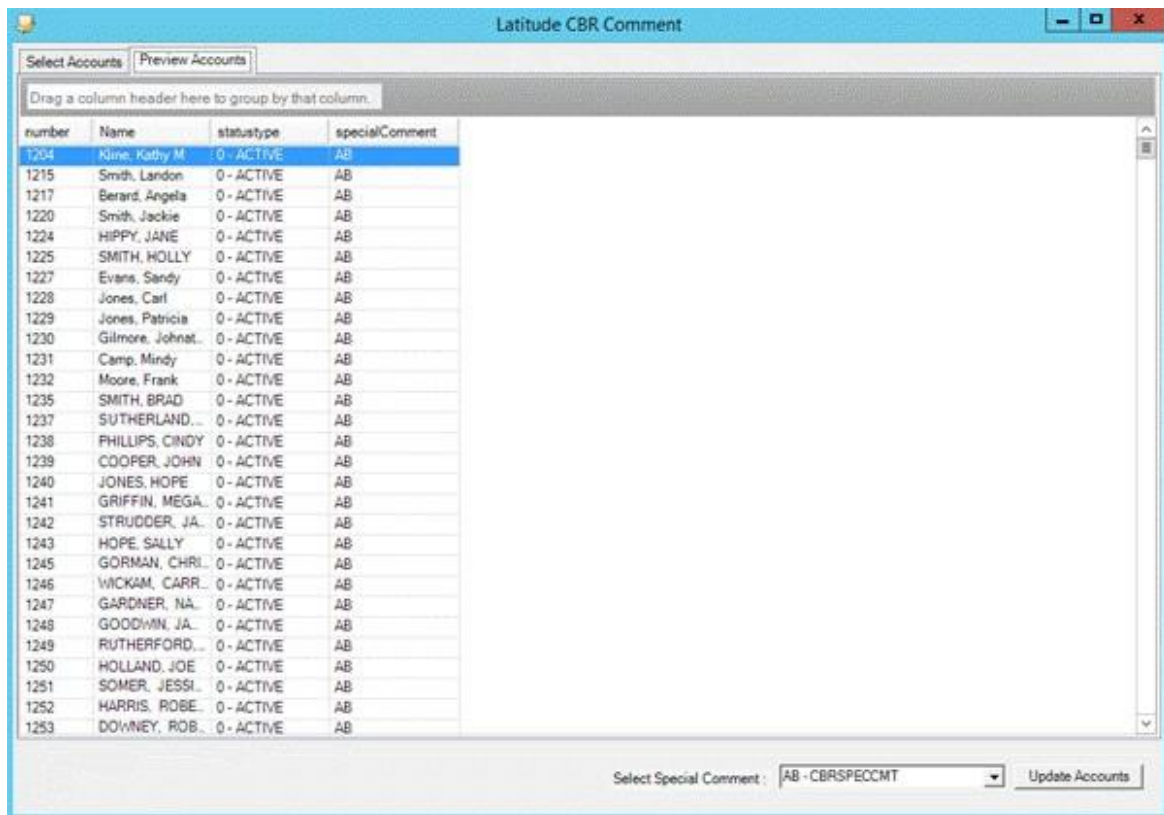 Latitude CBR Comment
Select Accounts Preview Accounts
Drag a column header here to group by that column.
number Name statustype specialComment
1204 Kline, Kathy M 0 - ACTIVE AB
1215 Smith, Landon 0 - ACTIVE AB
1217 Berard, Angela 0 - ACTIVE AB
1220 Smith, Jackie 0 - ACTIVE AB
1224 HIPPY, JANE 0 - ACTIVE AB
1225 SMITH, HOLLY 0 - ACTIVE AB
1227 Evans, Sandy 0 - ACTIVE AB
1228 Jones, Carl 0 - ACTIVE AB
1229 Jones, Patricia 0 - ACTIVE AB
1230 Gilmore, Johnat... 0 - ACTIVE AB
1231 Camp, Mindy 0 - ACTIVE AB
1232 Moore, Frank 0 - ACTIVE AB
1235 SMITH, BRAD 0 - ACTIVE AB
1237 SUTHERLAND,... 0 - ACTIVE AB
1238 PHILLIPS, CINDY 0 - ACTIVE AB
1239 COOPER, JOHN 0 - ACTIVE AB
1240 JONES, HOPE 0 - ACTIVE AB
1241 GRIFFIN, MEGA... 0 - ACTIVE AB
1242 STRUDDER, JA... 0 - ACTIVE AB
1243 HOPE, SALLY 0 - ACTIVE AB
1245 GORMAN, CHRI... 0 - ACTIVE AB
1246 WICKAM, CARR... 0 - ACTIVE AB
1247 GARDNER, NA... 0 - ACTIVE AB
1248 GOODWIN, JA... 0 - ACTIVE AB
1249 RUTHERFORD,... 0 - ACTIVE AB
1250 HOLLAND, JOE 0 - ACTIVE AB
1251 SOMER, JESSI... 0 - ACTIVE AB
1252 HARRIS, ROBE... 0 - ACTIVE AB
1253 DOWNEY, ROB... 0 - ACTIVE AB
Select Special Comment : AB - CBRSPECCMT Update Accounts